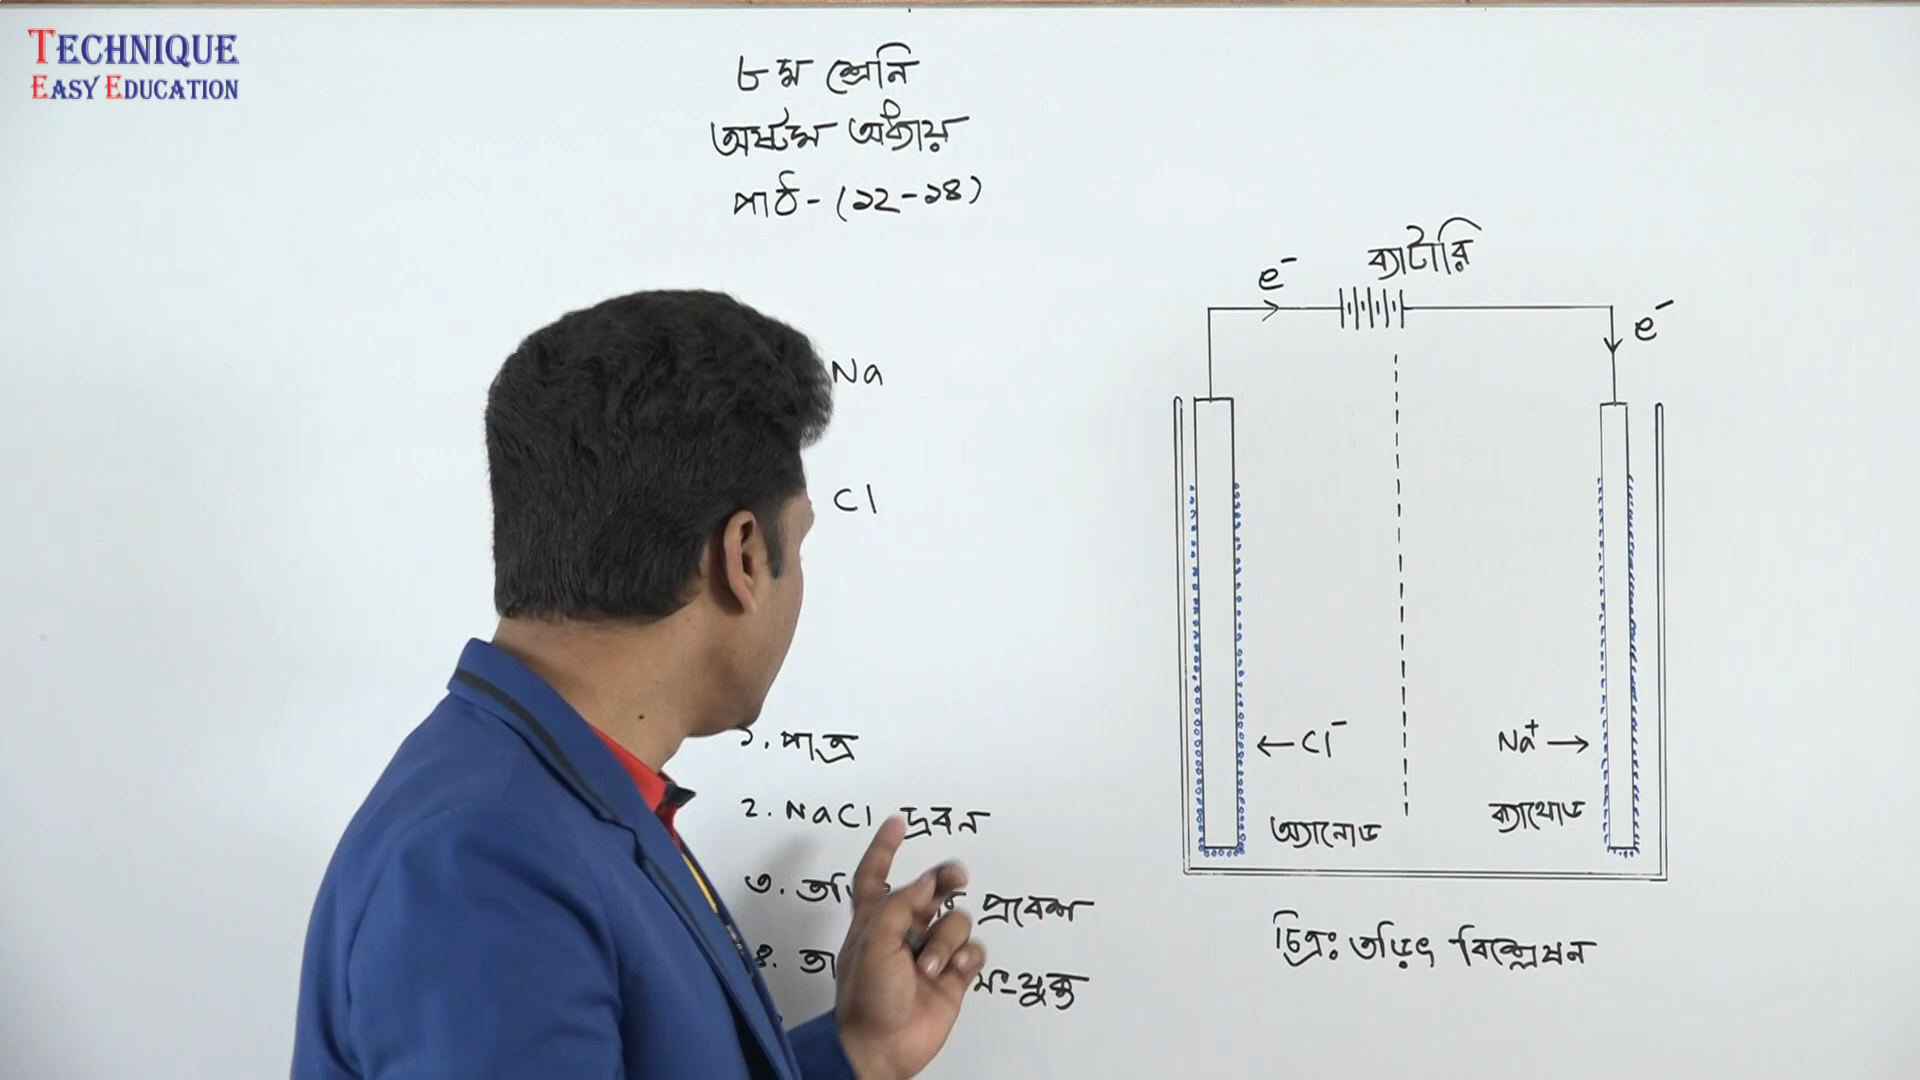 TECHNIQUE
EASY EDUCATION
৮ম শ্রেনি
অষ্টম অধ্যায়
পাঠ-(১২-১৪)
Na
Cl
১. পাত্র
২. NaCl দ্রবন
৩. প্রবেশ
৪. সংযুক্ত
ব্যাটারি
e⁻
e⁻
←Cl⁻
Na⁺→
অ্যানোড
ক্যাথোড
চিত্র: তড়িৎ বিশ্লেষন